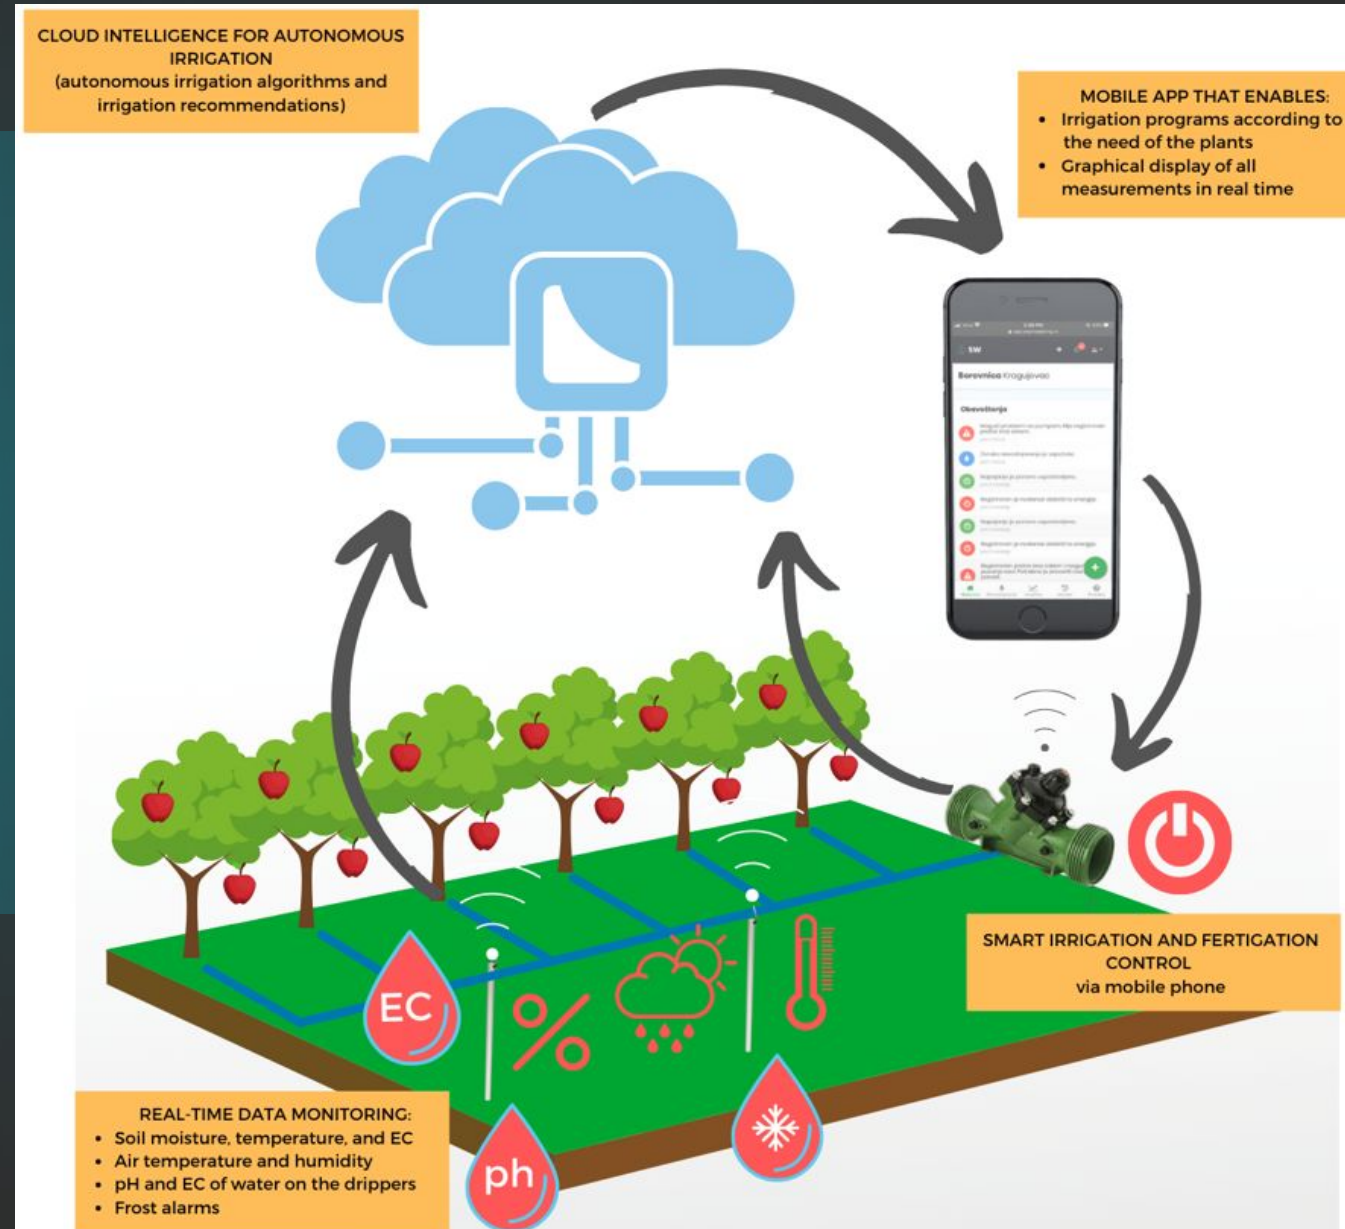 CLOUD INTELLIGENCE FOR AUTONOMOUS
IRRIGATION
(autonomous irrigation algorithms and
irrigation recommendations)
MOBILE APP THAT ENABLES:
• Irrigation programs according to
the need of the plants
• Graphical display of all
measurements in real time
SW
Borovnica Kragujevac
Obaveštenja
EC
ph
SMART IRRIGATION AND FERTIGATION
CONTROL
via mobile phone
REAL-TIME DATA MONITORING:
• Soil moisture, temperature, and EC
• Air temperature and humidity
• pH and EC of water on the drippers
• Frost alarms